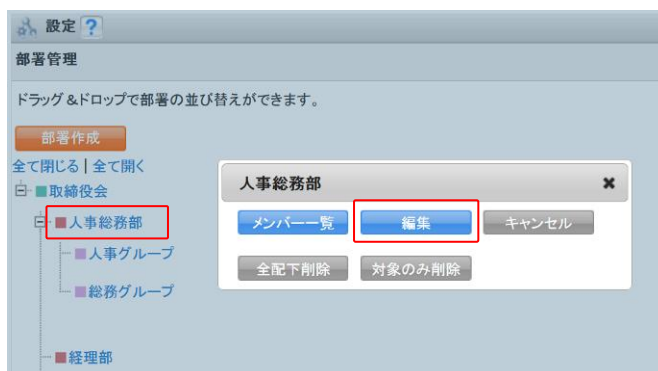 設定 ?
部署管理
ドラッグ&ドロップで部署の並び替えができます。
部署作成
全て閉じる | 全て開く
取締役会
人事総務部
人事グループ
総務グループ
経理部
人事総務部
メンバー一覧 編集 キャンセル
全配下削除 対象のみ削除